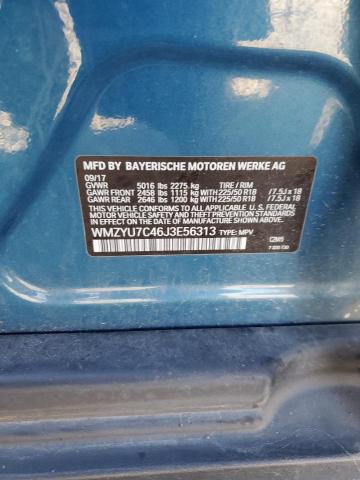 MFD BY BAYERISCHE MOTOREN WERKE AG
09/17
GVWR 5016 lbs 2275 kg TIRE / RIM
GAWR FRONT 2458 lbs 1115 kg WITH 225/50 R18 / 7.5J x 18
GAWR REAR 2646 lbs 1200 kg WITH 225/50 R18 / 7.5J x 18
THIS VEHICLE CONFORMS TO ALL APPLICABLE U.S. FEDERAL
MOTOR VEHICLE SAFETY STANDARDS IN EFFECT
ON THE DATE OF MANUFACTURE SHOWN ABOVE.
WMZYU7C46J3E56313 TYPE: MPV